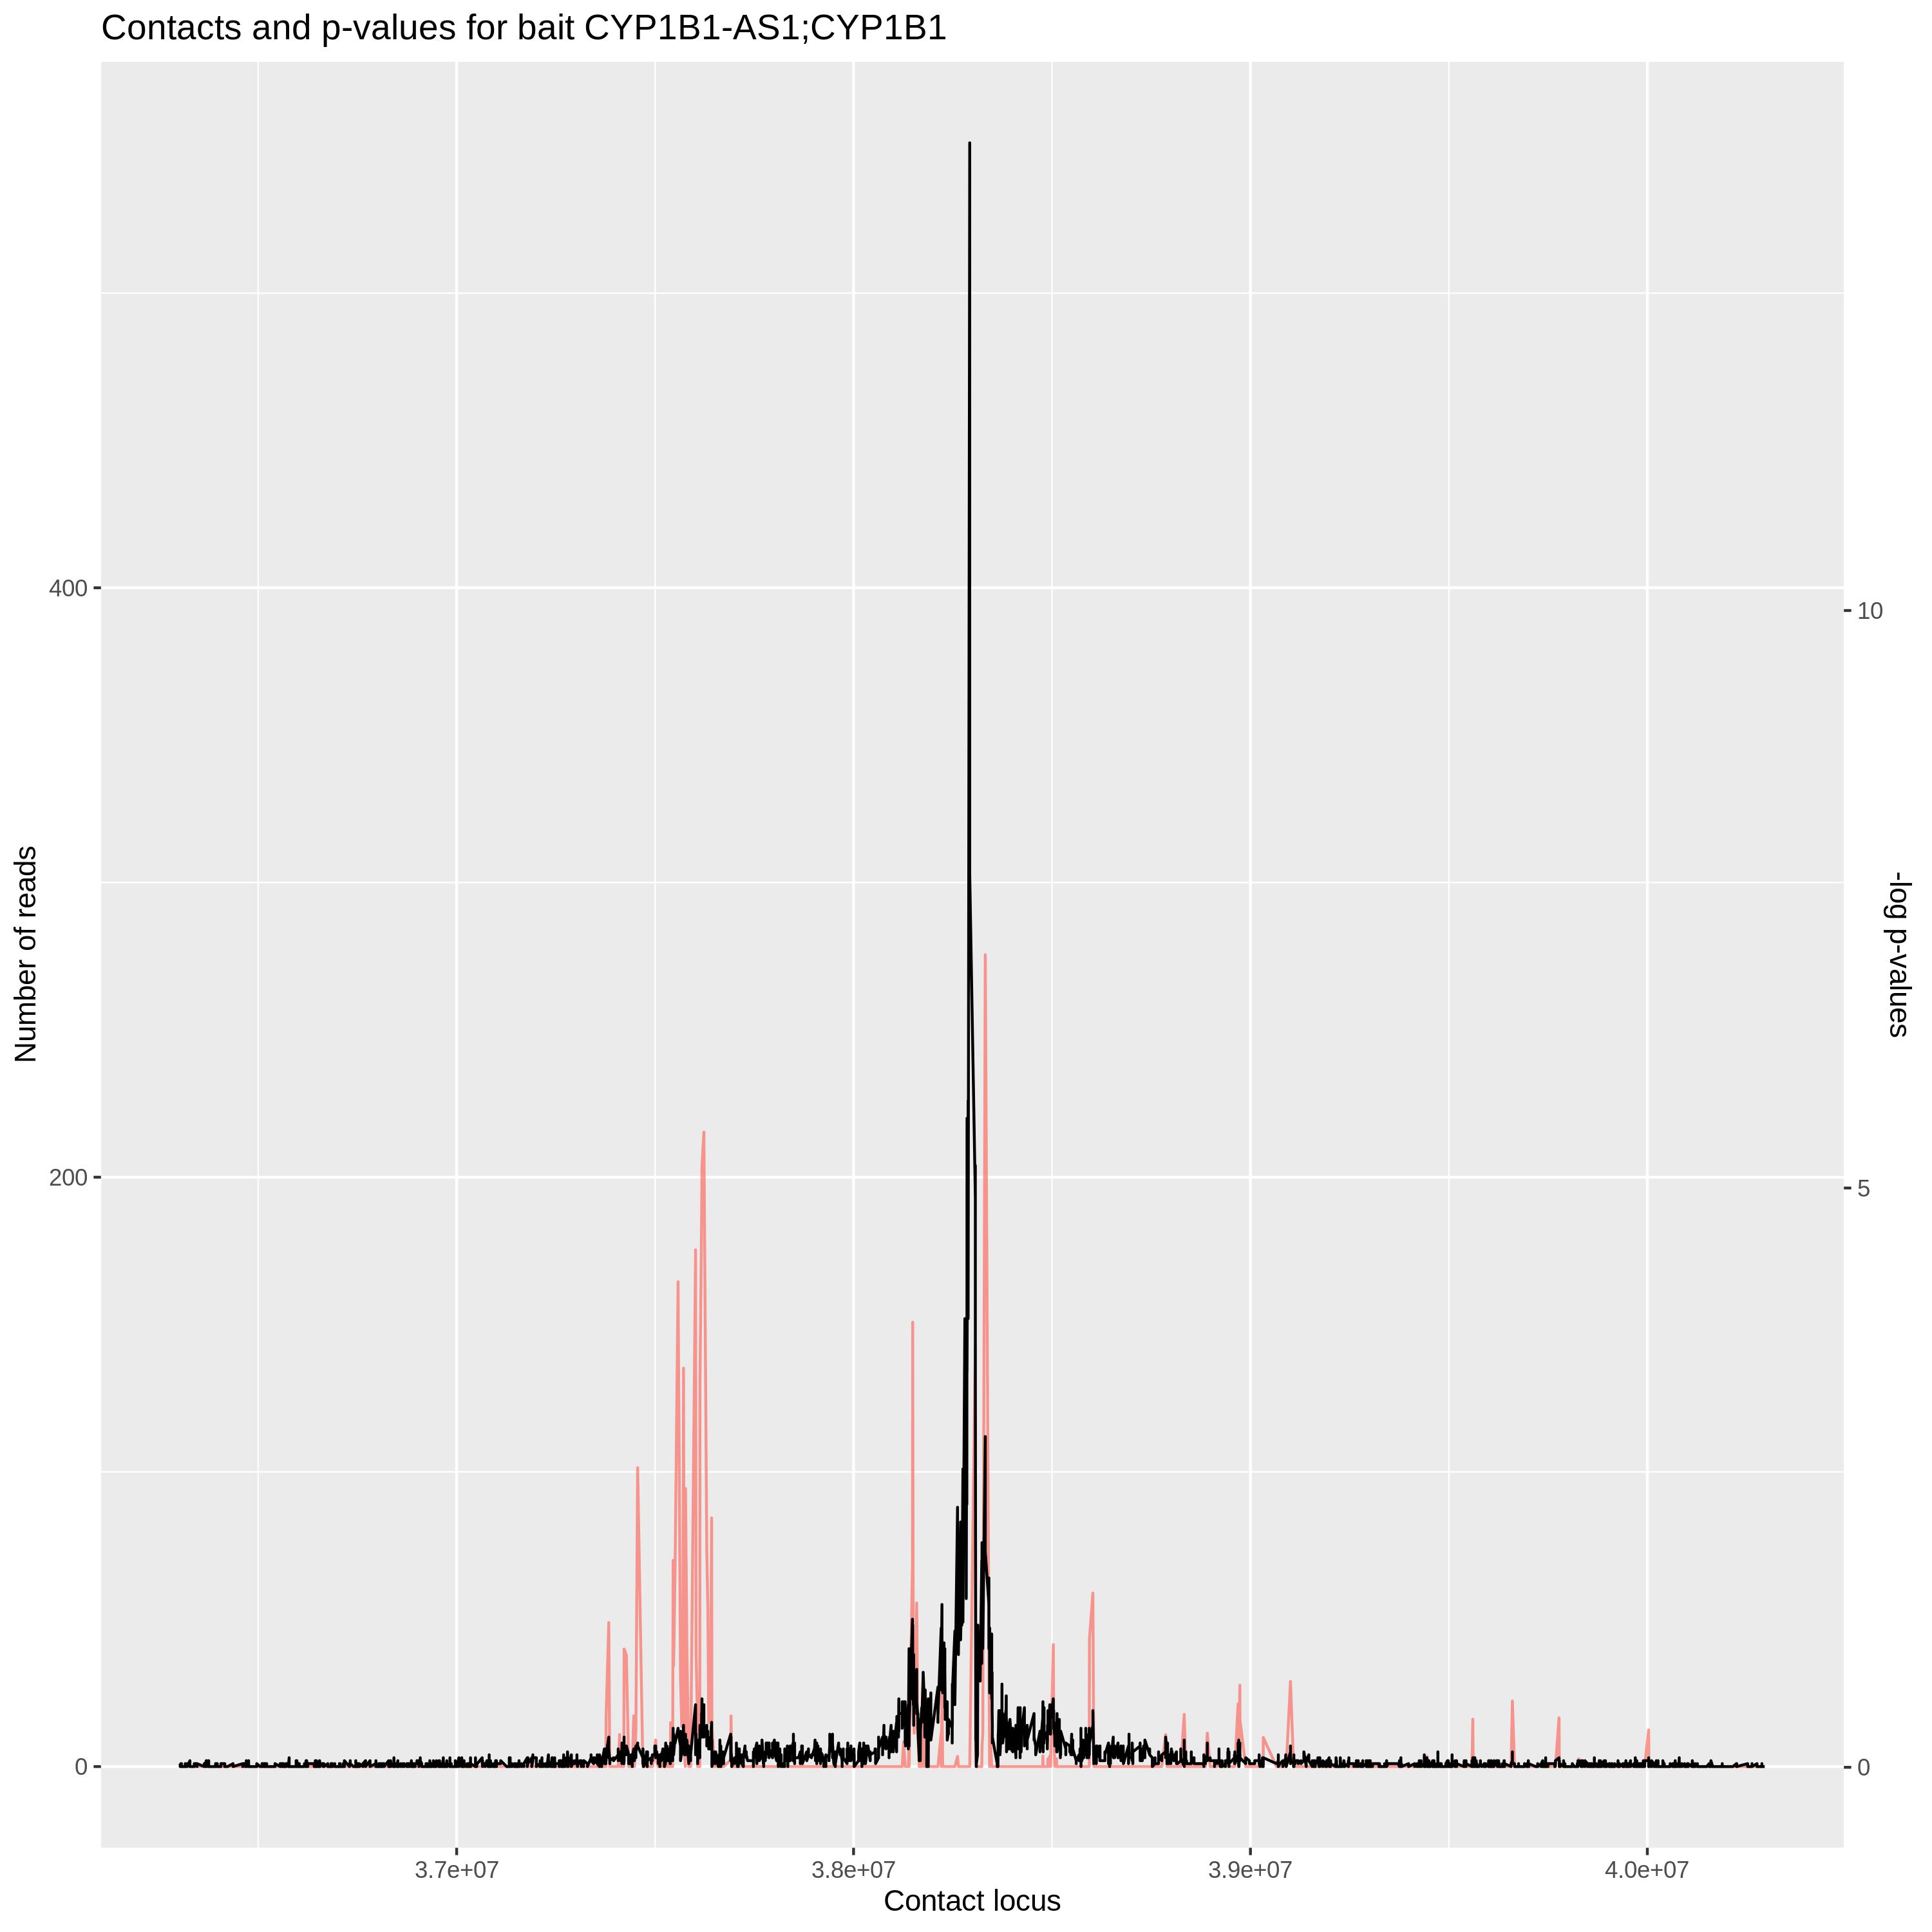 Contacts and p-values for bait CYP1B1-AS1;CYP1B1
Number of reads
400
200
0
10
5
0
-log p-values
3.7e+07
3.8e+07
3.9e+07
4.0e+07
Contact locus